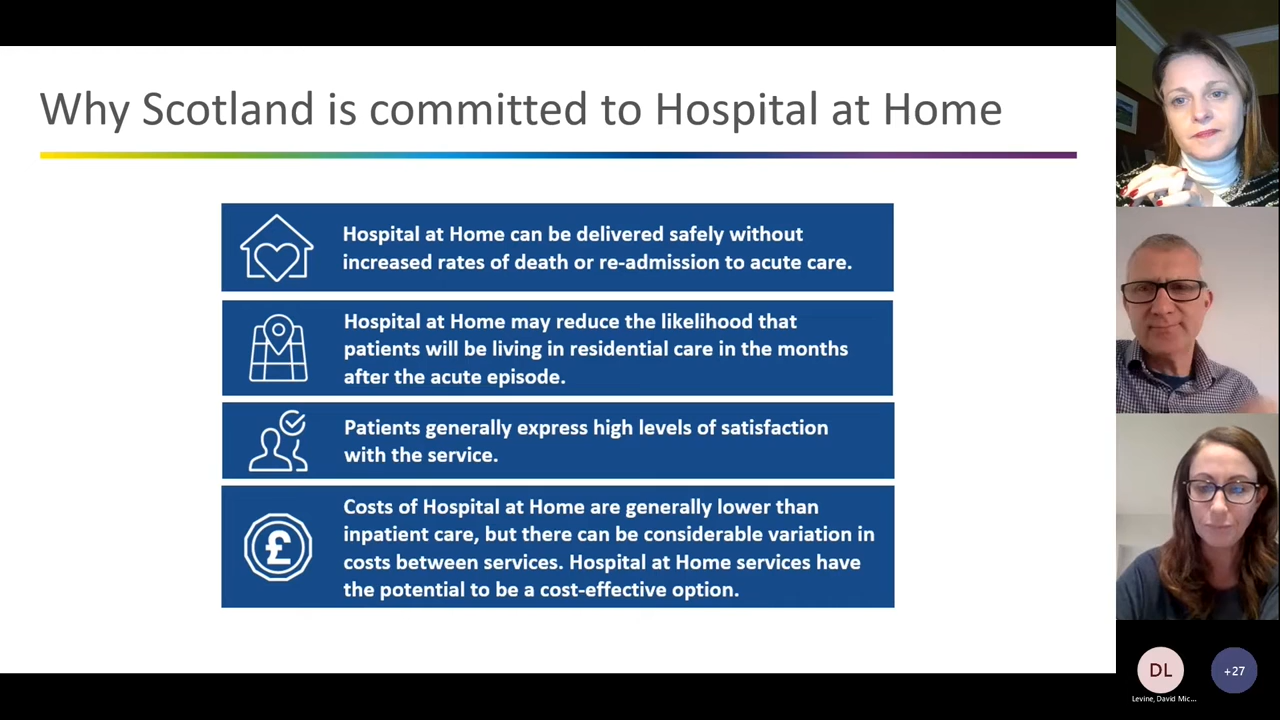 Why Scotland is committed to Hospital at Home
Hospital at Home can be delivered safely without
increased rates of death or re-admission to acute care.
Hospital at Home may reduce the likelihood that
patients will be living in residential care in the months
after the acute episode.
Patients generally express high levels of satisfaction
with the service.
£
Costs of Hospital at Home are generally lower than
inpatient care, but there can be considerable variation in
costs between services. Hospital at Home services have
the potential to be a cost-effective option.
DL
+27
Levine, David Mic...